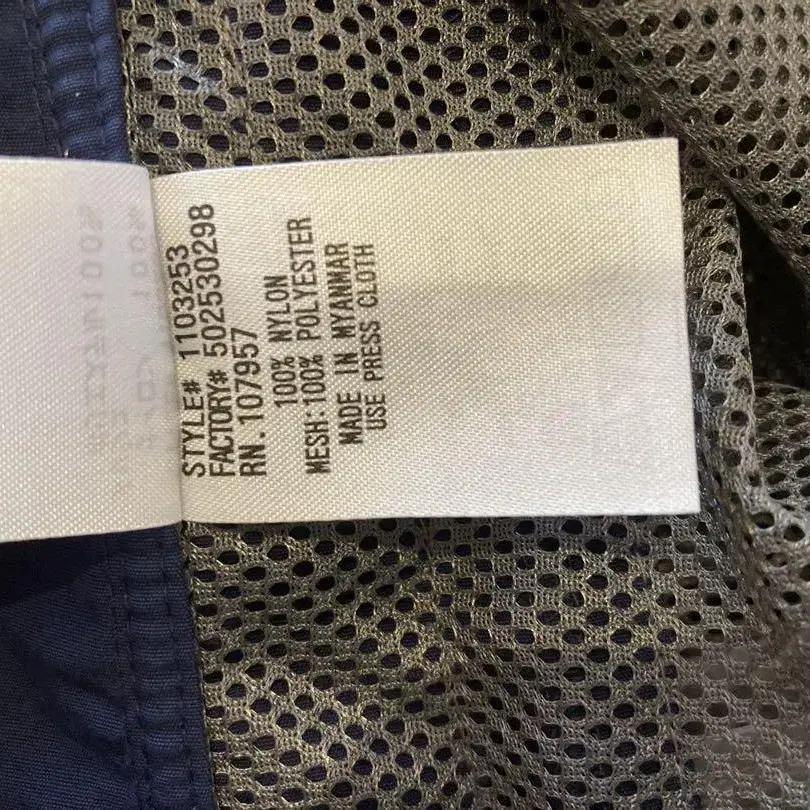 STYLE# 1103253
FACTORY# 502530298
RN.107957
100% NYLON
MESH:100% POLYESTER
MADE IN MYANMAR
USE PRESS CLOTH